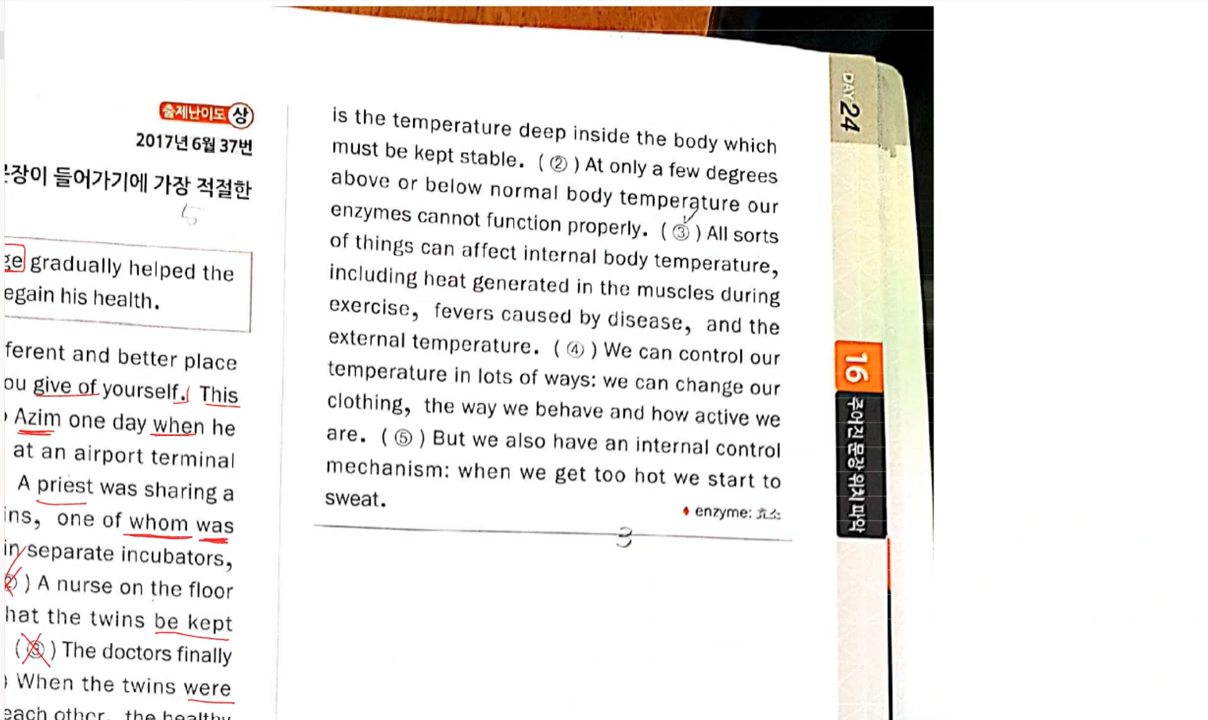 출제난이도 상
2017년 6월 37번
장이 들어가기에 가장 적절한
5
ge gradually helped the
egain his health.
ferent and better place
ou give of yourself. This
Azim one day when he
at an airport terminal
A priest was sharing a
ins, one of whom was
in separate incubators,
) A nurse on the floor
hat the twins be kept
( ③ ) The doctors finally
) When the twins were
each other, the healthy
is the temperature deep inside the body which
must be kept stable. ( ② ) At only a few degrees
above or below normal body temperature our
enzymes cannot function properly. ( ③ ) All sorts
of things can affect internal body temperature,
including heat generated in the muscles during
exercise, fevers caused by disease, and the
external temperature. ( ④ ) We can control our
temperature in lots of ways: we can change our
clothing, the way we behave and how active we
are. ( ⑤ ) But we also have an internal control
mechanism: when we get too hot we start to
sweat.
♦ enzyme: 효소
3
DAY 24
16 주어진 문장 위치 파악